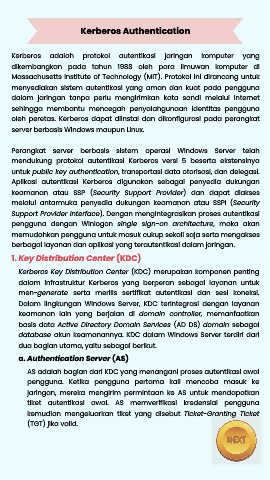 Kerberos Authentication
Kerberos adalah protokol autentikasi jaringan komputer yang
dikembangkan pada tahun 1988 oleh para ilmuwan komputer di
Massachusetts Institute of Technology (MIT). Protokol ini dirancang untuk
menyediakan sistem autentikasi yang aman dan kuat pada pengguna
dalam jaringan tanpa perlu mengirimkan kata sandi melalui internet
sehingga membantu mencegah penyalahgunaan identitas pengguna
oleh peretas. Kerberos dapat diinstal dan dikonfigurasi pada perangkat
server berbasis Windows maupun Linux.
Perangkat server berbasis sistem operasi Windows Server telah
mendukung protokol autentikasi Kerberos versi 5 beserta ekstensinya
untuk public key authentication, transportasi data otorisasi, dan delegasi.
Aplikasi autentikasi Kerberos digunakan sebagai penyedia dukungan
keamanan atau SSP (Security Support Provider) dan dapat diakses
melalui antarmuka penyedia dukungan keamanan atau SSPI (Security
Support Provider Interface). Dengan mengintegrasikan proses autentikasi
pengguna dengan Winlogon single sign-on architecture, maka akan
memudahkan pengguna untuk masuk cukup sekali saja serta mengakses
berbagai layanan dan aplikasi yang terautentikasi dalam jaringan.
1. Key Distribution Center (KDC)
Kerberos Key Distribution Center (KDC) merupakan komponen penting
dalam infrastruktur Kerberos yang berperan sebagai layanan untuk
men-generate serta merilis sertifikat autentikasi dan sesi koneksi.
Dalam lingkungan Windows Server, KDC terintegrasi dengan layanan
keamanan lain yang berjalan di domain controller, memanfaatkan
basis data Active Directory Domain Services (AD DS) domain sebagai
database akun keamanannya. KDC dalam Windows Server terdiri dari
dua bagian utama, yaitu sebagai berikut.
a. Authentication Server (AS)
AS adalah bagian dari KDC yang menangani proses autentikasi awal
pengguna. Ketika pengguna pertama kali mencoba masuk ke
jaringan, mereka mengirim permintaan ke AS untuk mendapatkan
tiket autentikasi awal. AS memverifikasi kredensial pengguna
kemudian mengeluarkan tiket yang disebut Ticket-Granting Ticket
(TGT) jika valid.
NEXT